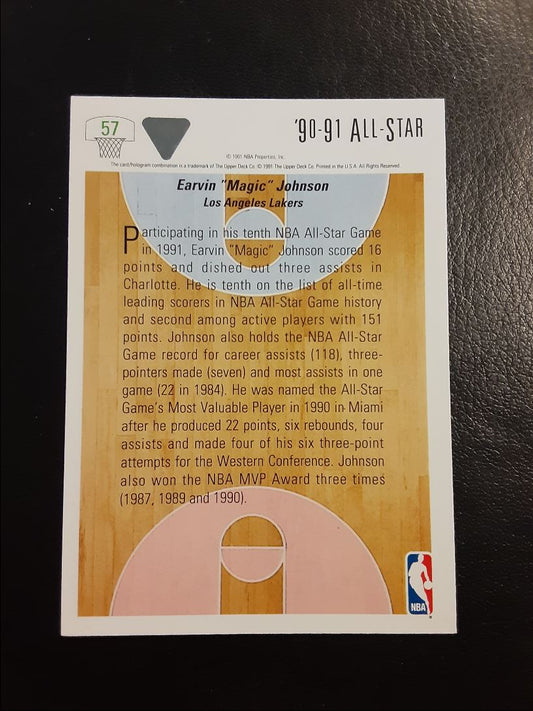 57
'90-91 ALL-STAR
© 1991 NBA Properties, Inc.
The card/hologram combination is a trademark of The Upper Deck Co. © 1991 The Upper Deck Co. Printed in the U.S.A. All Rights Reserved.
Earvin "Magic" Johnson
Los Angeles Lakers
Participating in his tenth NBA All-Star Game
in 1991, Earvin "Magic" Johnson scored 16
points and dished out three assists in
Charlotte. He is tenth on the list of all-time
leading scorers in NBA All-Star Game history
and second among active players with 151
points. Johnson also holds the NBA All-Star
Game record for career assists (118), three-
pointers made (seven) and most assists in one
game (22 in 1984). He was named the All-Star
Game's Most Valuable Player in 1990 in Miami
after he produced 22 points, six rebounds, four
assists and made four of his six three-point
attempts for the Western Conference. Johnson
also won the NBA MVP Award three times
(1987, 1989 and 1990).
NBA